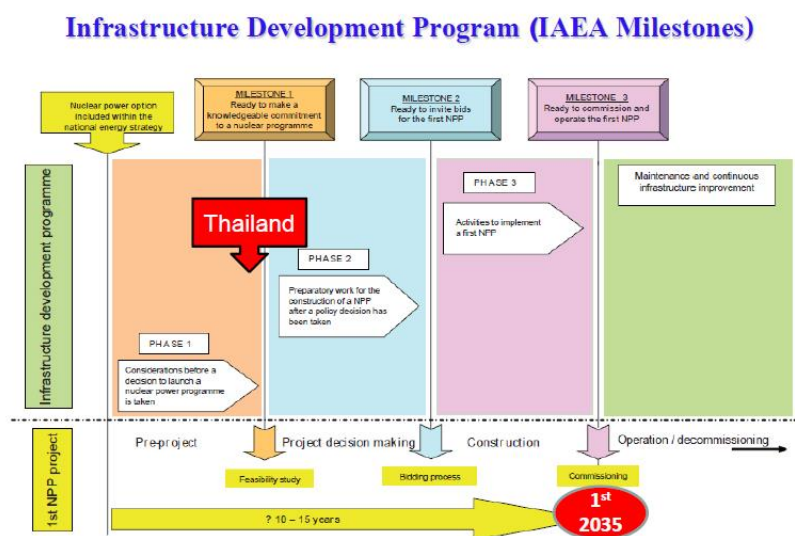 Infrastructure Development Program (IAEA Milestones)
Nuclear power option
included within the
national energy strategy
MILESTONE 1
Ready to make a
knowledgeable commitment
to a nuclear programme
MILESTONE 2
Ready to invite bids
for the first NPP
MILESTONE 3
Ready to commission and
operate the first NPP
Infrastructure development programme
Maintenance and continuous
infrastructure improvement
PHASE 3
Activities to implement
a first NPP
Thailand
PHASE 2
Preparatory work for the
construction of a NPP
after a policy decision has
been taken
PHASE 1
Considerations before a
decision to launch a
nuclear power programme
is taken
1st NPP project
Pre-project
Project decision making
Construction
Operation / decommissioning
Feasibility study
Bidding process
Commissioning
? 10 – 15 years
1st
2035